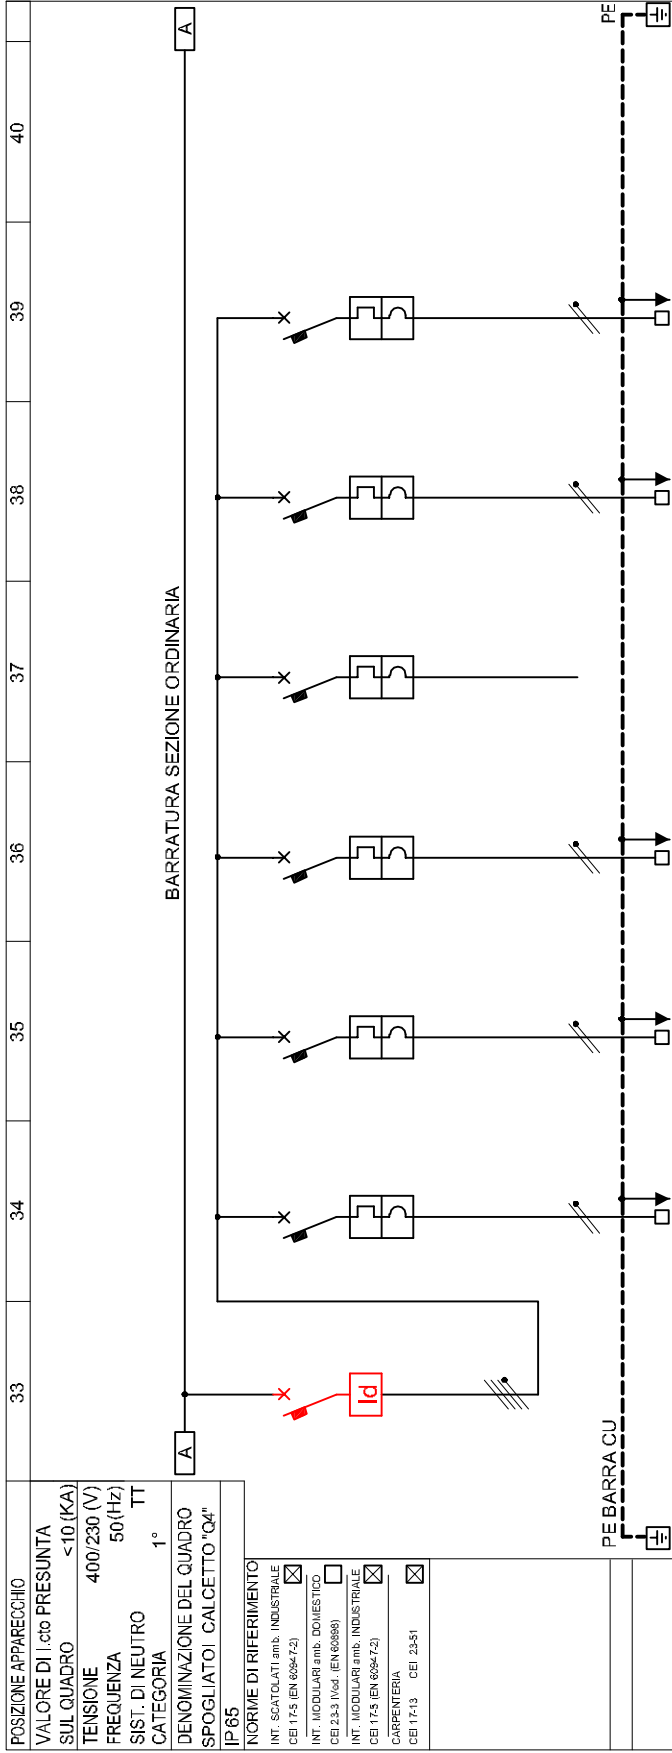 POSIZIONE APPARECCHIO 33 34 35 36 37 38 39 40
VALORE DI I.cto PRESUNTA
SUL QUADRO <10 (KA)
TENSIONE 400/230 (V)
FREQUENZA 50(Hz)
SIST. DI NEUTRO TT
CATEGORIA 1°
DENOMINAZIONE DEL QUADRO
SPOGLIATOI CALCETTO "Q4"
IP65
NORME DI RIFERIMENTO
INT. SCATOLATI amb. INDUSTRIALE
CEI 17-5 (EN 60947-2)
INT. MODULARI amb. DOMESTICO
CEI 23-3 IVed. (EN 60898)
INT. MODULARI amb. INDUSTRIALE
CEI 17-5 (EN 60947-2)
CARPENTERIA
CEI 17-13 CEI 23-51
A
BARRATURA SEZIONE ORDINARIA
A
Id
PE BARRA CU
PE